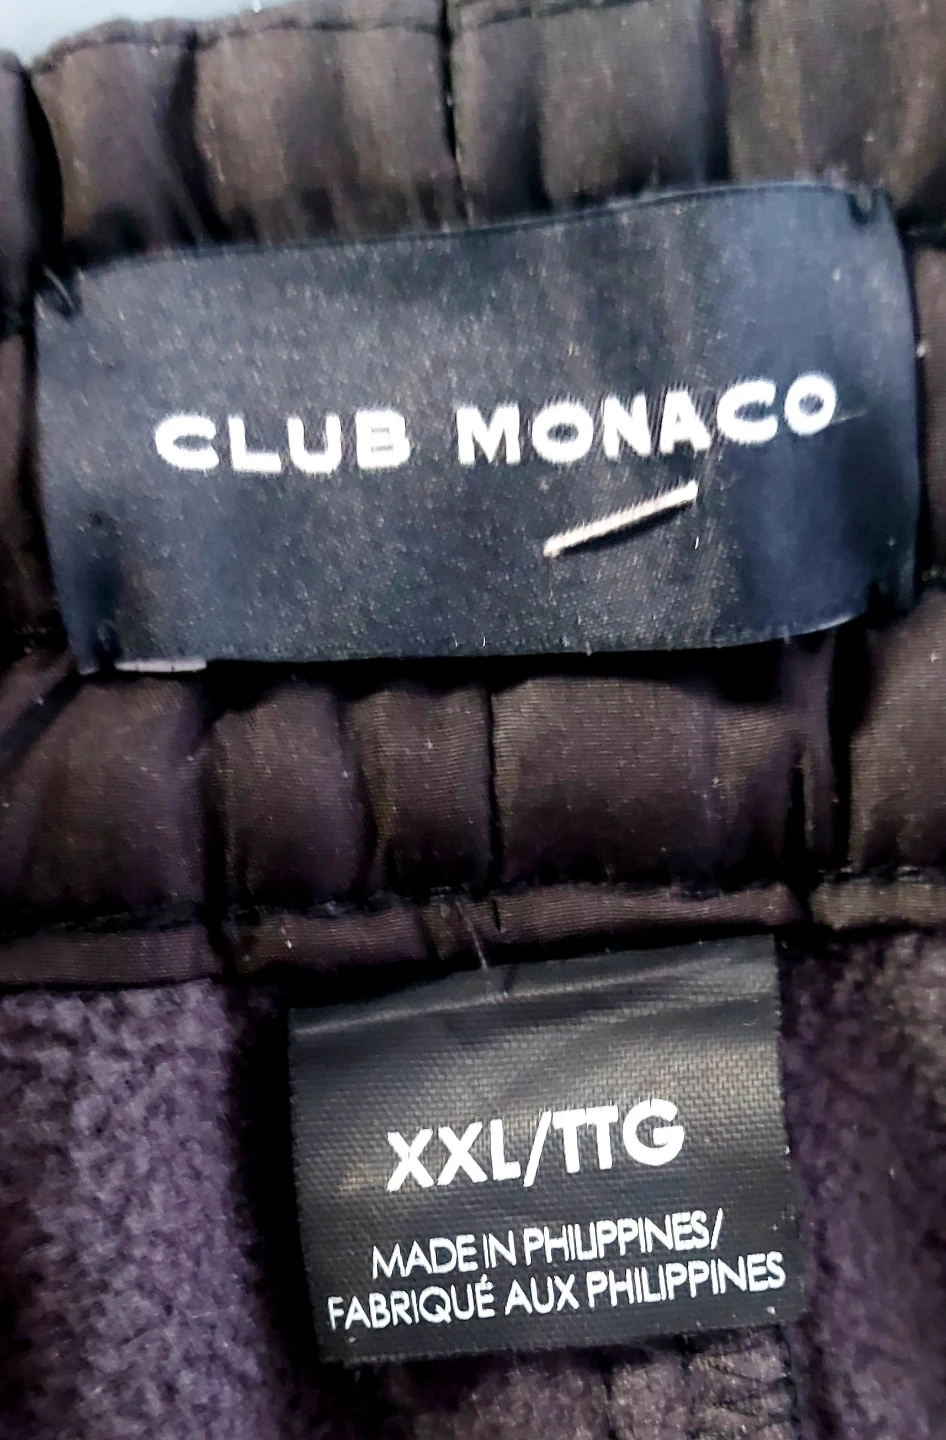 CLUB MONACO
XXL/TTG
MADE IN PHILIPPINES/
FABRIQUÉ AUX PHILIPPINES